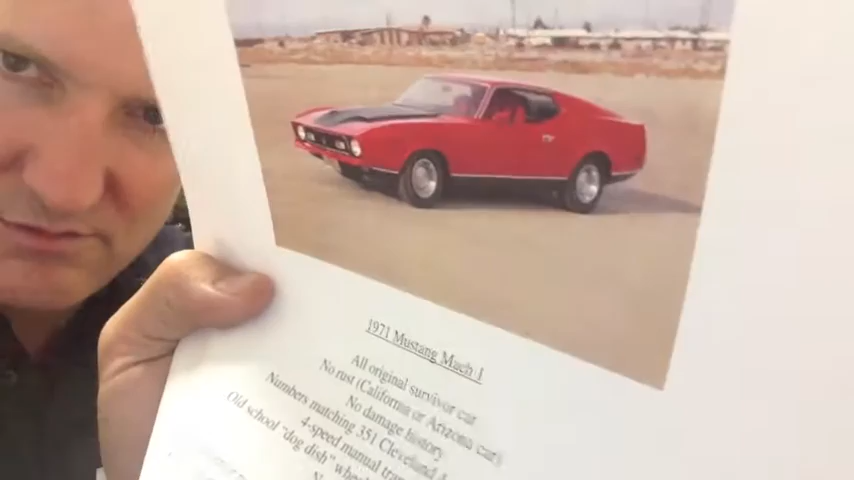 1971 Mustang Mach 1
All original survivor car
No rust (California or Arizona car)
No damage history
Numbers matching 351 Cleveland
4-speed manual
Old school "dog dish"